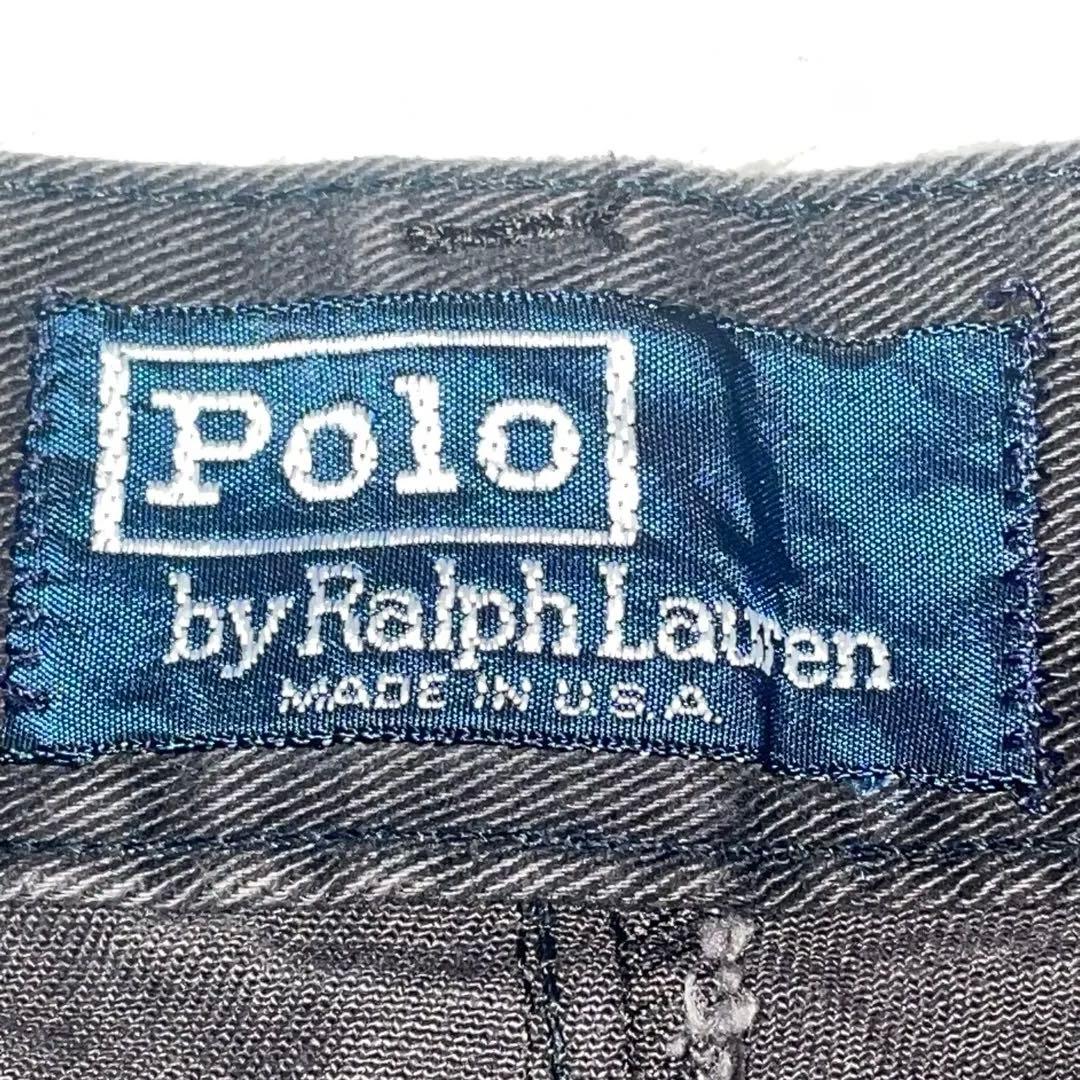 Polo
by Ralph Lauren
MADE IN U.S.A.